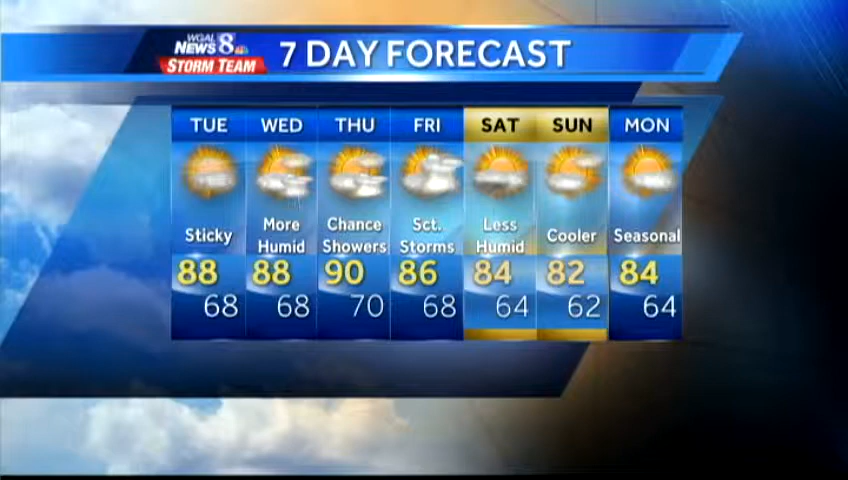 WGAL
NEWS 8
STORM TEAM
7 DAY FORECAST
TUE WED THU FRI SAT SUN MON
Sticky More Humid Chance Showers Sct. Storms Less Humid Cooler Seasonal
88 88 90 86 84 82 84
68 68 70 68 64 62 64